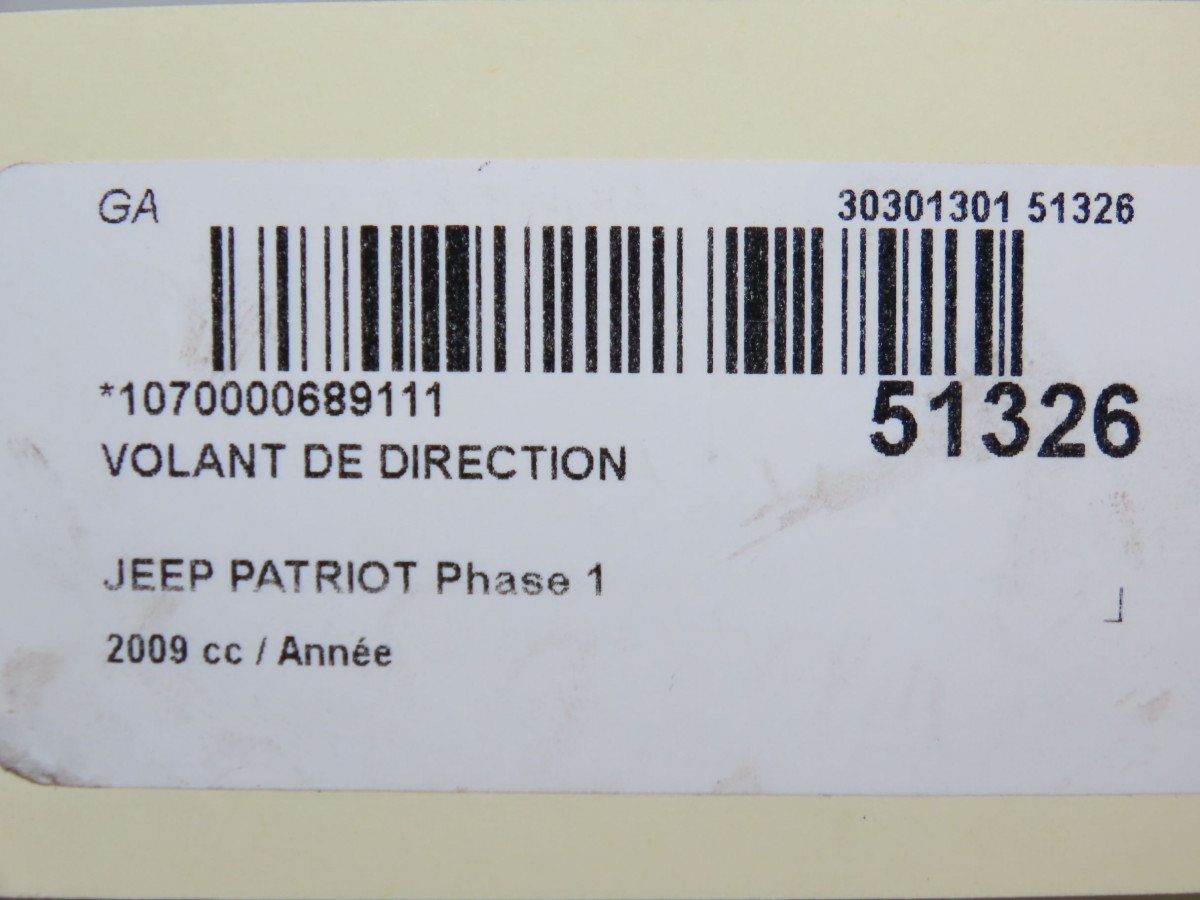 GA 30301301 51326
*1070000689111 51326
VOLANT DE DIRECTION
JEEP PATRIOT Phase 1
2009 cc / Année